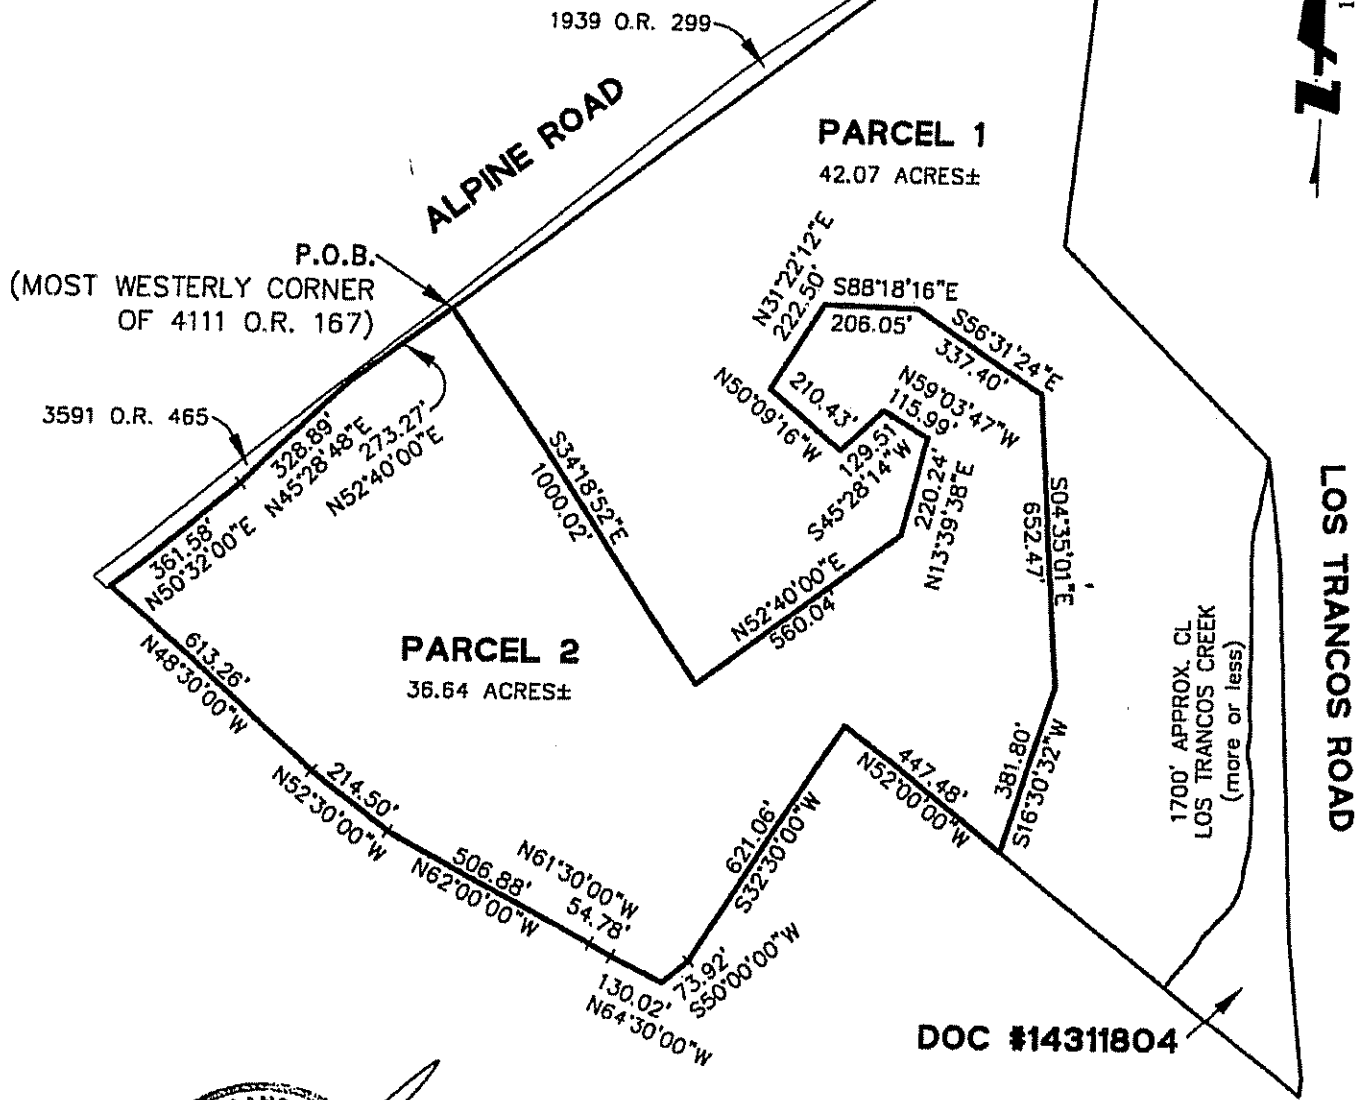 1939 O.R. 299
ALPINE ROAD
PARCEL 1
42.07 ACRES±
P.O.B.
(MOST WESTERLY CORNER
OF 4111 O.R. 167)
3591 O.R. 465
N31°22'12"E
222.50'
S88°18'16"E
206.05'
S56°31'24"E
337.40'
N50°09'16"W
210.43'
N59°03'47"W
115.99'
129.51
S45°28'14"W
220.24'
N13°39'38"E
S04°35'01"E
652.47'
328.89'
N45°28'48"E
273.27'
N52°40'00"E
S34°18'52"E
1000.02'
361.58'
N50°32'00"E
N52°40'00"E
560.04'
PARCEL 2
36.64 ACRES±
613.26'
N48°30'00"W
214.50'
N52°30'00"W
506.88'
N62°00'00"W
N61°30'00"W
54.78'
130.02'
N64°30'00"W
73.92'
S50°00'00"W
621.06'
S32°30'00"W
447.48'
N52°00'00"W
381.80'
S16°30'32"W
1700' APPROX. CL
LOS TRANCOS CREEK
(more or less)
LOS TRANCOS ROAD
DOC #14311804